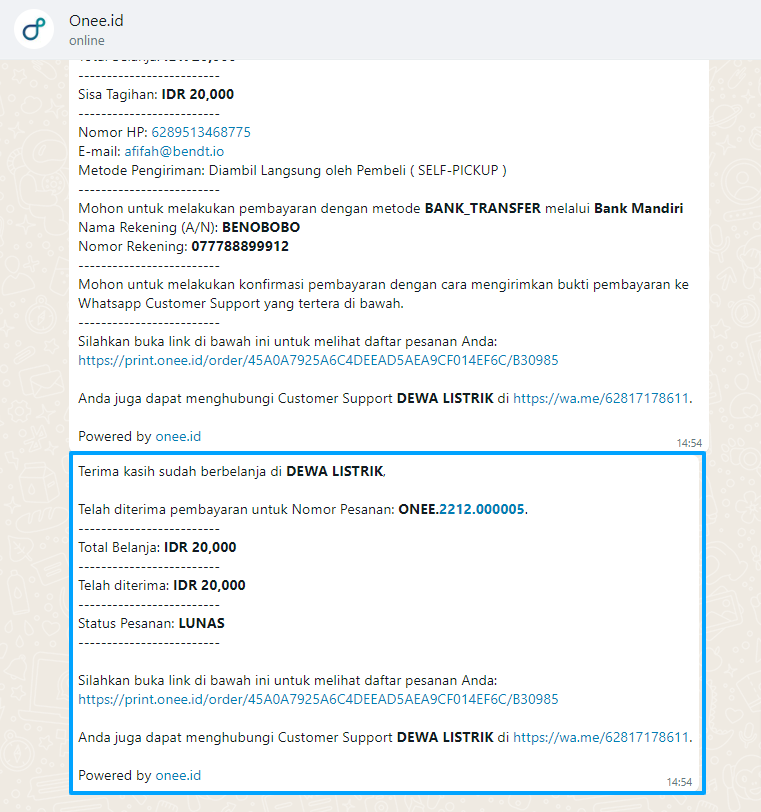 Onee.id
online
------------------------
Sisa Tagihan: IDR 20,000
------------------------
Nomor HP: 6289513468775
E-mail: afifah@bendt.io
Metode Pengiriman: Diambil Langsung oleh Pembeli ( SELF-PICKUP )
------------------------
Mohon untuk melakukan pembayaran dengan metode BANK_TRANSFER melalui Bank Mandiri
Nama Rekening (A/N): BENOBOBO
Nomor Rekening: 077788899912
------------------------
Mohon untuk melakukan konfirmasi pembayaran dengan cara mengirimkan bukti pembayaran ke
Whatsapp Customer Support yang tertera di bawah.
------------------------
Silahkan buka link di bawah ini untuk melihat daftar pesanan Anda:
https://print.onee.id/order/45A0A7925A6C4DEEAD5AEA9CF014EF6C/B30985
Anda juga dapat menghubungi Customer Support DEWA LISTRIK di https://wa.me/62817178611.
Powered by onee.id
14:54
Terima kasih sudah berbelanja di DEWA LISTRIK,
Telah diterima pembayaran untuk Nomor Pesanan: ONEE.2212.000005.
------------------------
Total Belanja: IDR 20,000
------------------------
Telah diterima: IDR 20,000
------------------------
Status Pesanan: LUNAS
------------------------
Silahkan buka link di bawah ini untuk melihat daftar pesanan Anda:
https://print.onee.id/order/45A0A7925A6C4DEEAD5AEA9CF014EF6C/B30985
Anda juga dapat menghubungi Customer Support DEWA LISTRIK di https://wa.me/62817178611.
Powered by onee.id
14:54